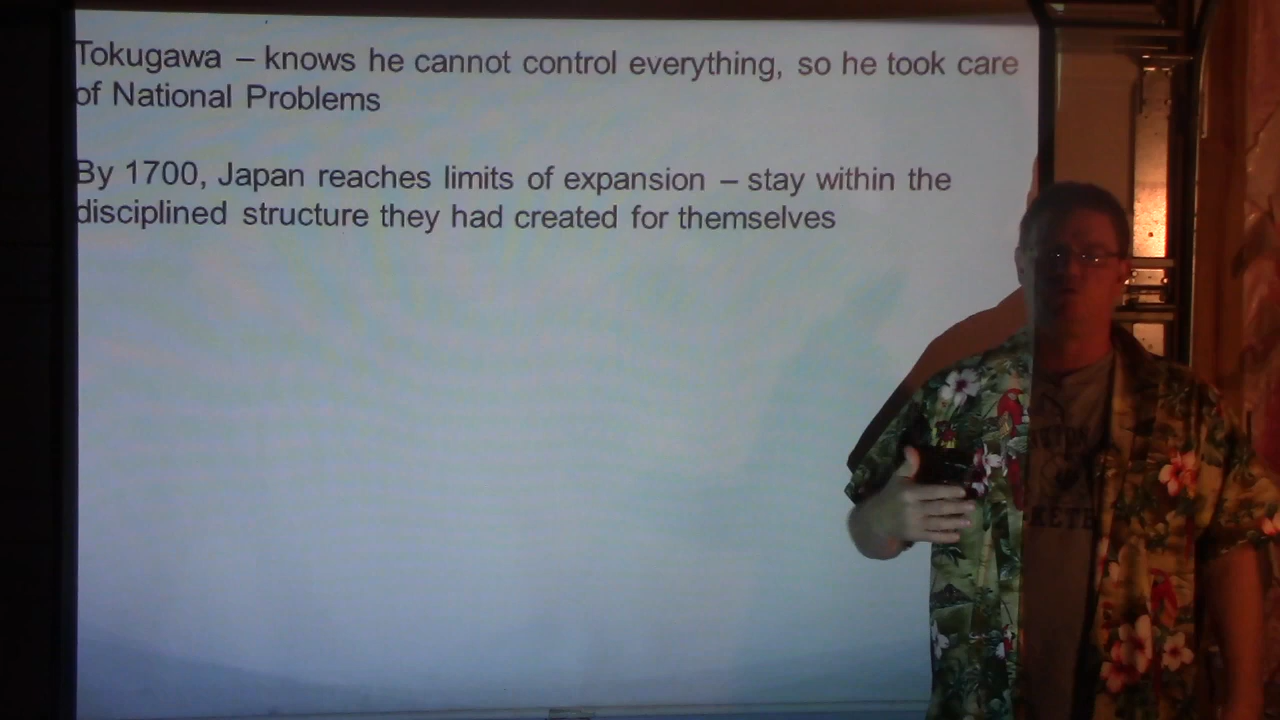 Tokugawa – knows he cannot control everything, so he took care
of National Problems
By 1700, Japan reaches limits of expansion – stay within the
disciplined structure they had created for themselves